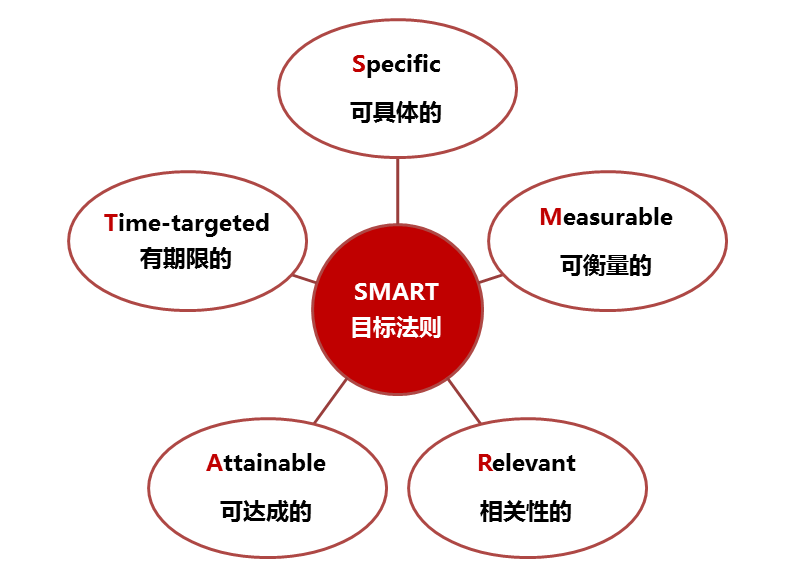 Specific
可具体的
Time-targeted
有期限的
Measurable
可衡量的
SMART
目标法则
Attainable
可达成的
Relevant
相关性的